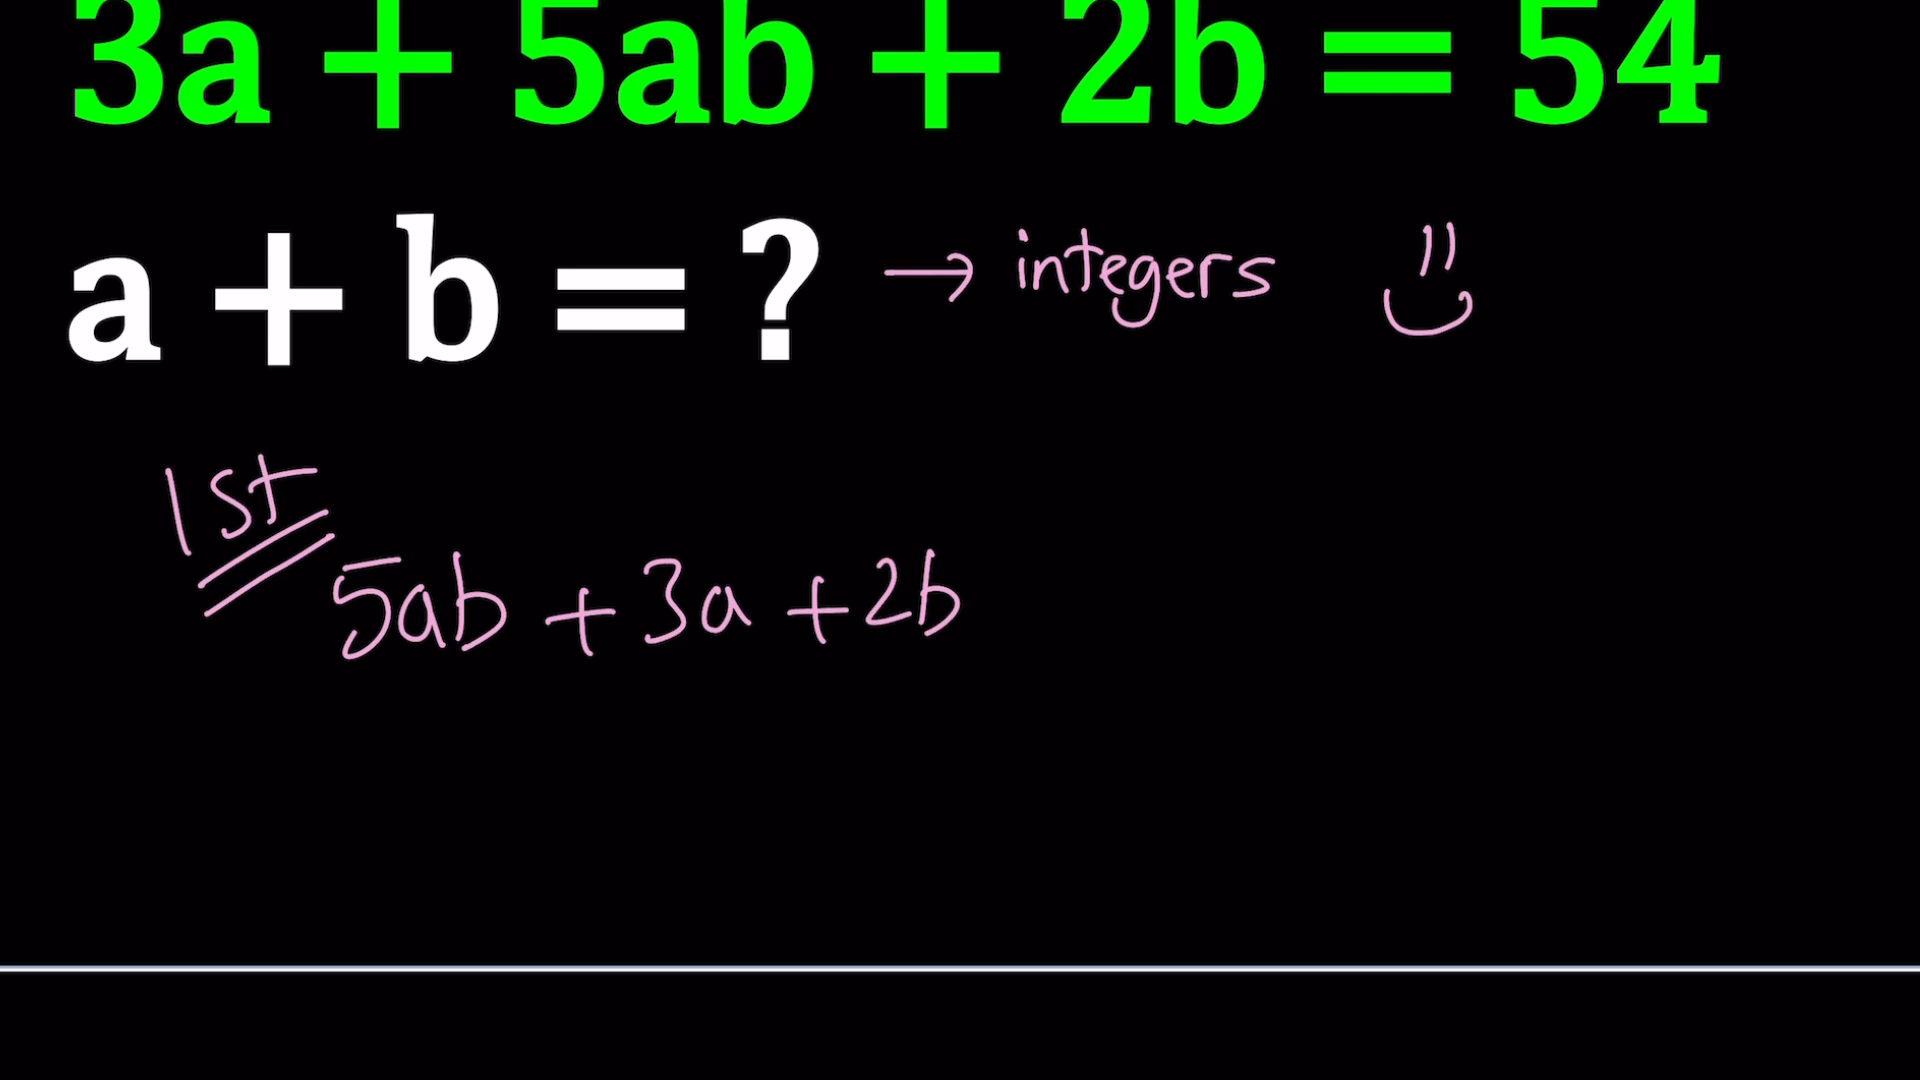 3a + 5ab + 2b = 54
a + b = ? → integers
1st
5ab + 3a + 2b